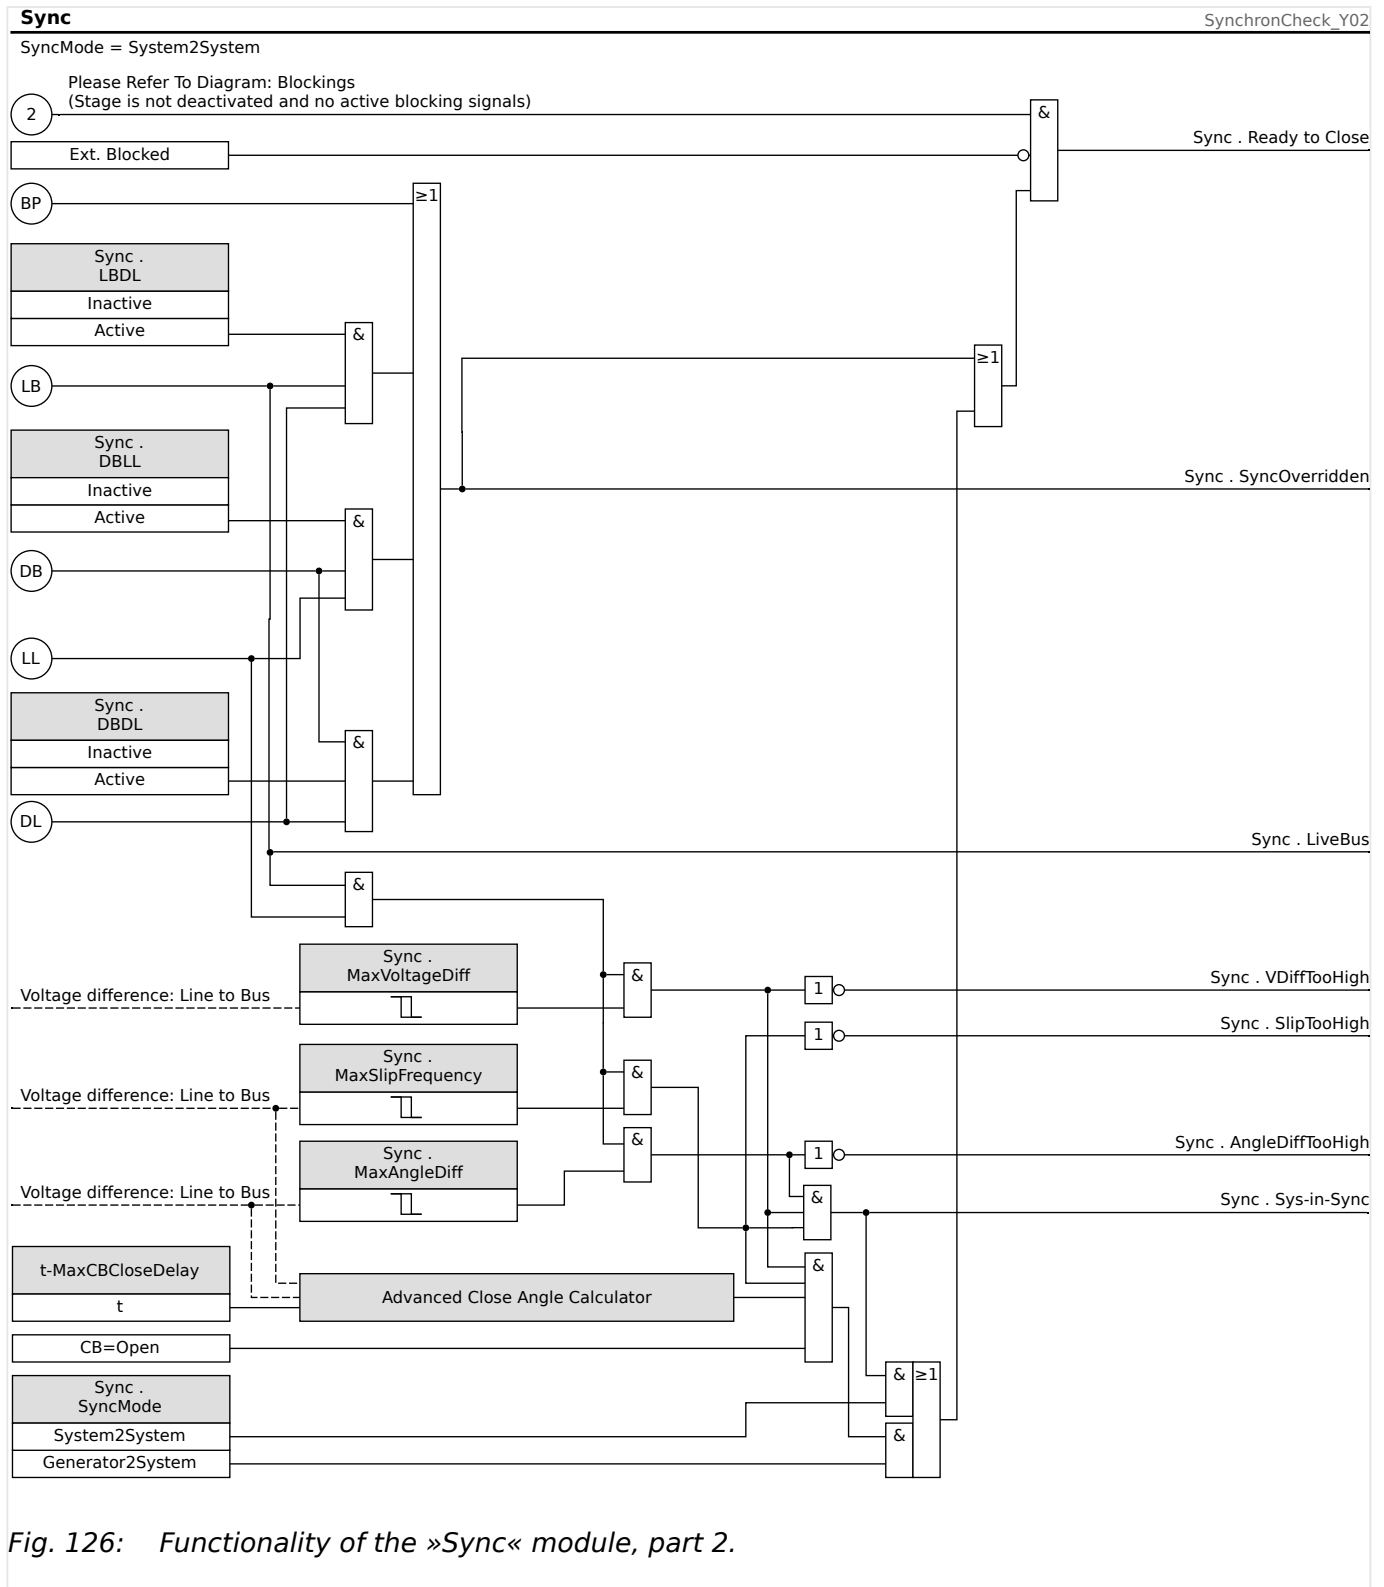 Sync
SynchronCheck_Y02
SyncMode = System2System
Please Refer To Diagram: Blockings
(Stage is not deactivated and no active blocking signals)
2
&
Sync . Ready to Close
Ext. Blocked
BP
≥1
Sync .
LBDL
Inactive
Active
&
≥1
LB
Sync .
DBLL
Inactive
Active
&
Sync . SyncOverridden
DB
LL
Sync .
DBDL
Inactive
Active
&
DL
Sync . LiveBus
&
Sync .
MaxVoltageDiff
Voltage difference: Line to Bus
&
1
Sync . VDiffTooHigh
1
Sync . SlipTooHigh
Sync .
MaxSlipFrequency
Voltage difference: Line to Bus
&
Sync .
MaxAngleDiff
Voltage difference: Line to Bus
&
1
Sync . AngleDiffTooHigh
&
Sync . Sys-in-Sync
t-MaxCBCloseDelay
t
Advanced Close Angle Calculator
&
CB=Open
Sync .
SyncMode
System2System
Generator2System
&
≥1
&
Fig. 126: Functionality of the »Sync« module, part 2.